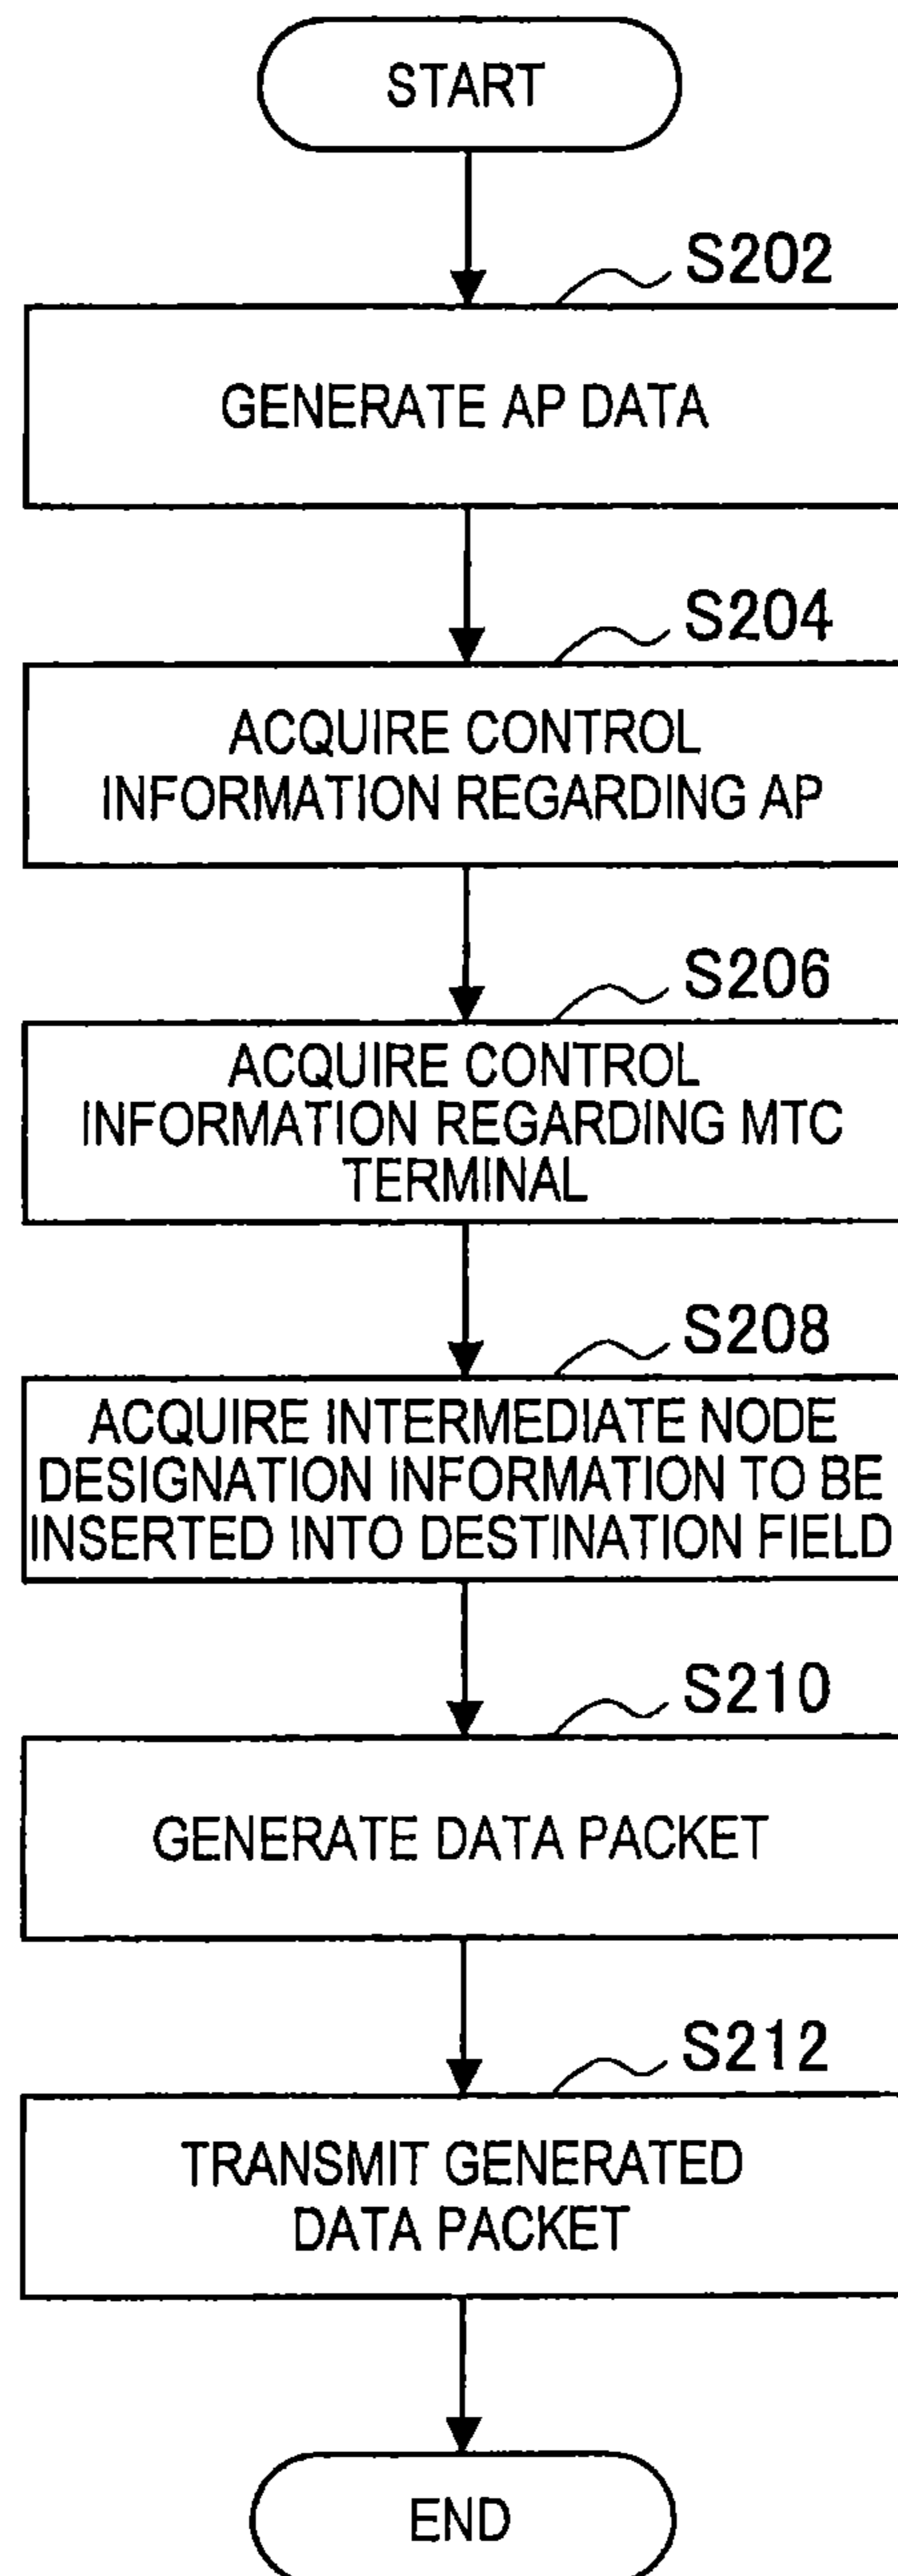 START
S202
GENERATE AP DATA
S204
ACQUIRE CONTROL
INFORMATION REGARDING AP
S206
ACQUIRE CONTROL
INFORMATION REGARDING MTC
TERMINAL
S208
ACQUIRE INTERMEDIATE NODE
DESIGNATION INFORMATION TO BE
INSERTED INTO DESTINATION FIELD
S210
GENERATE DATA PACKET
S212
TRANSMIT GENERATED
DATA PACKET
END